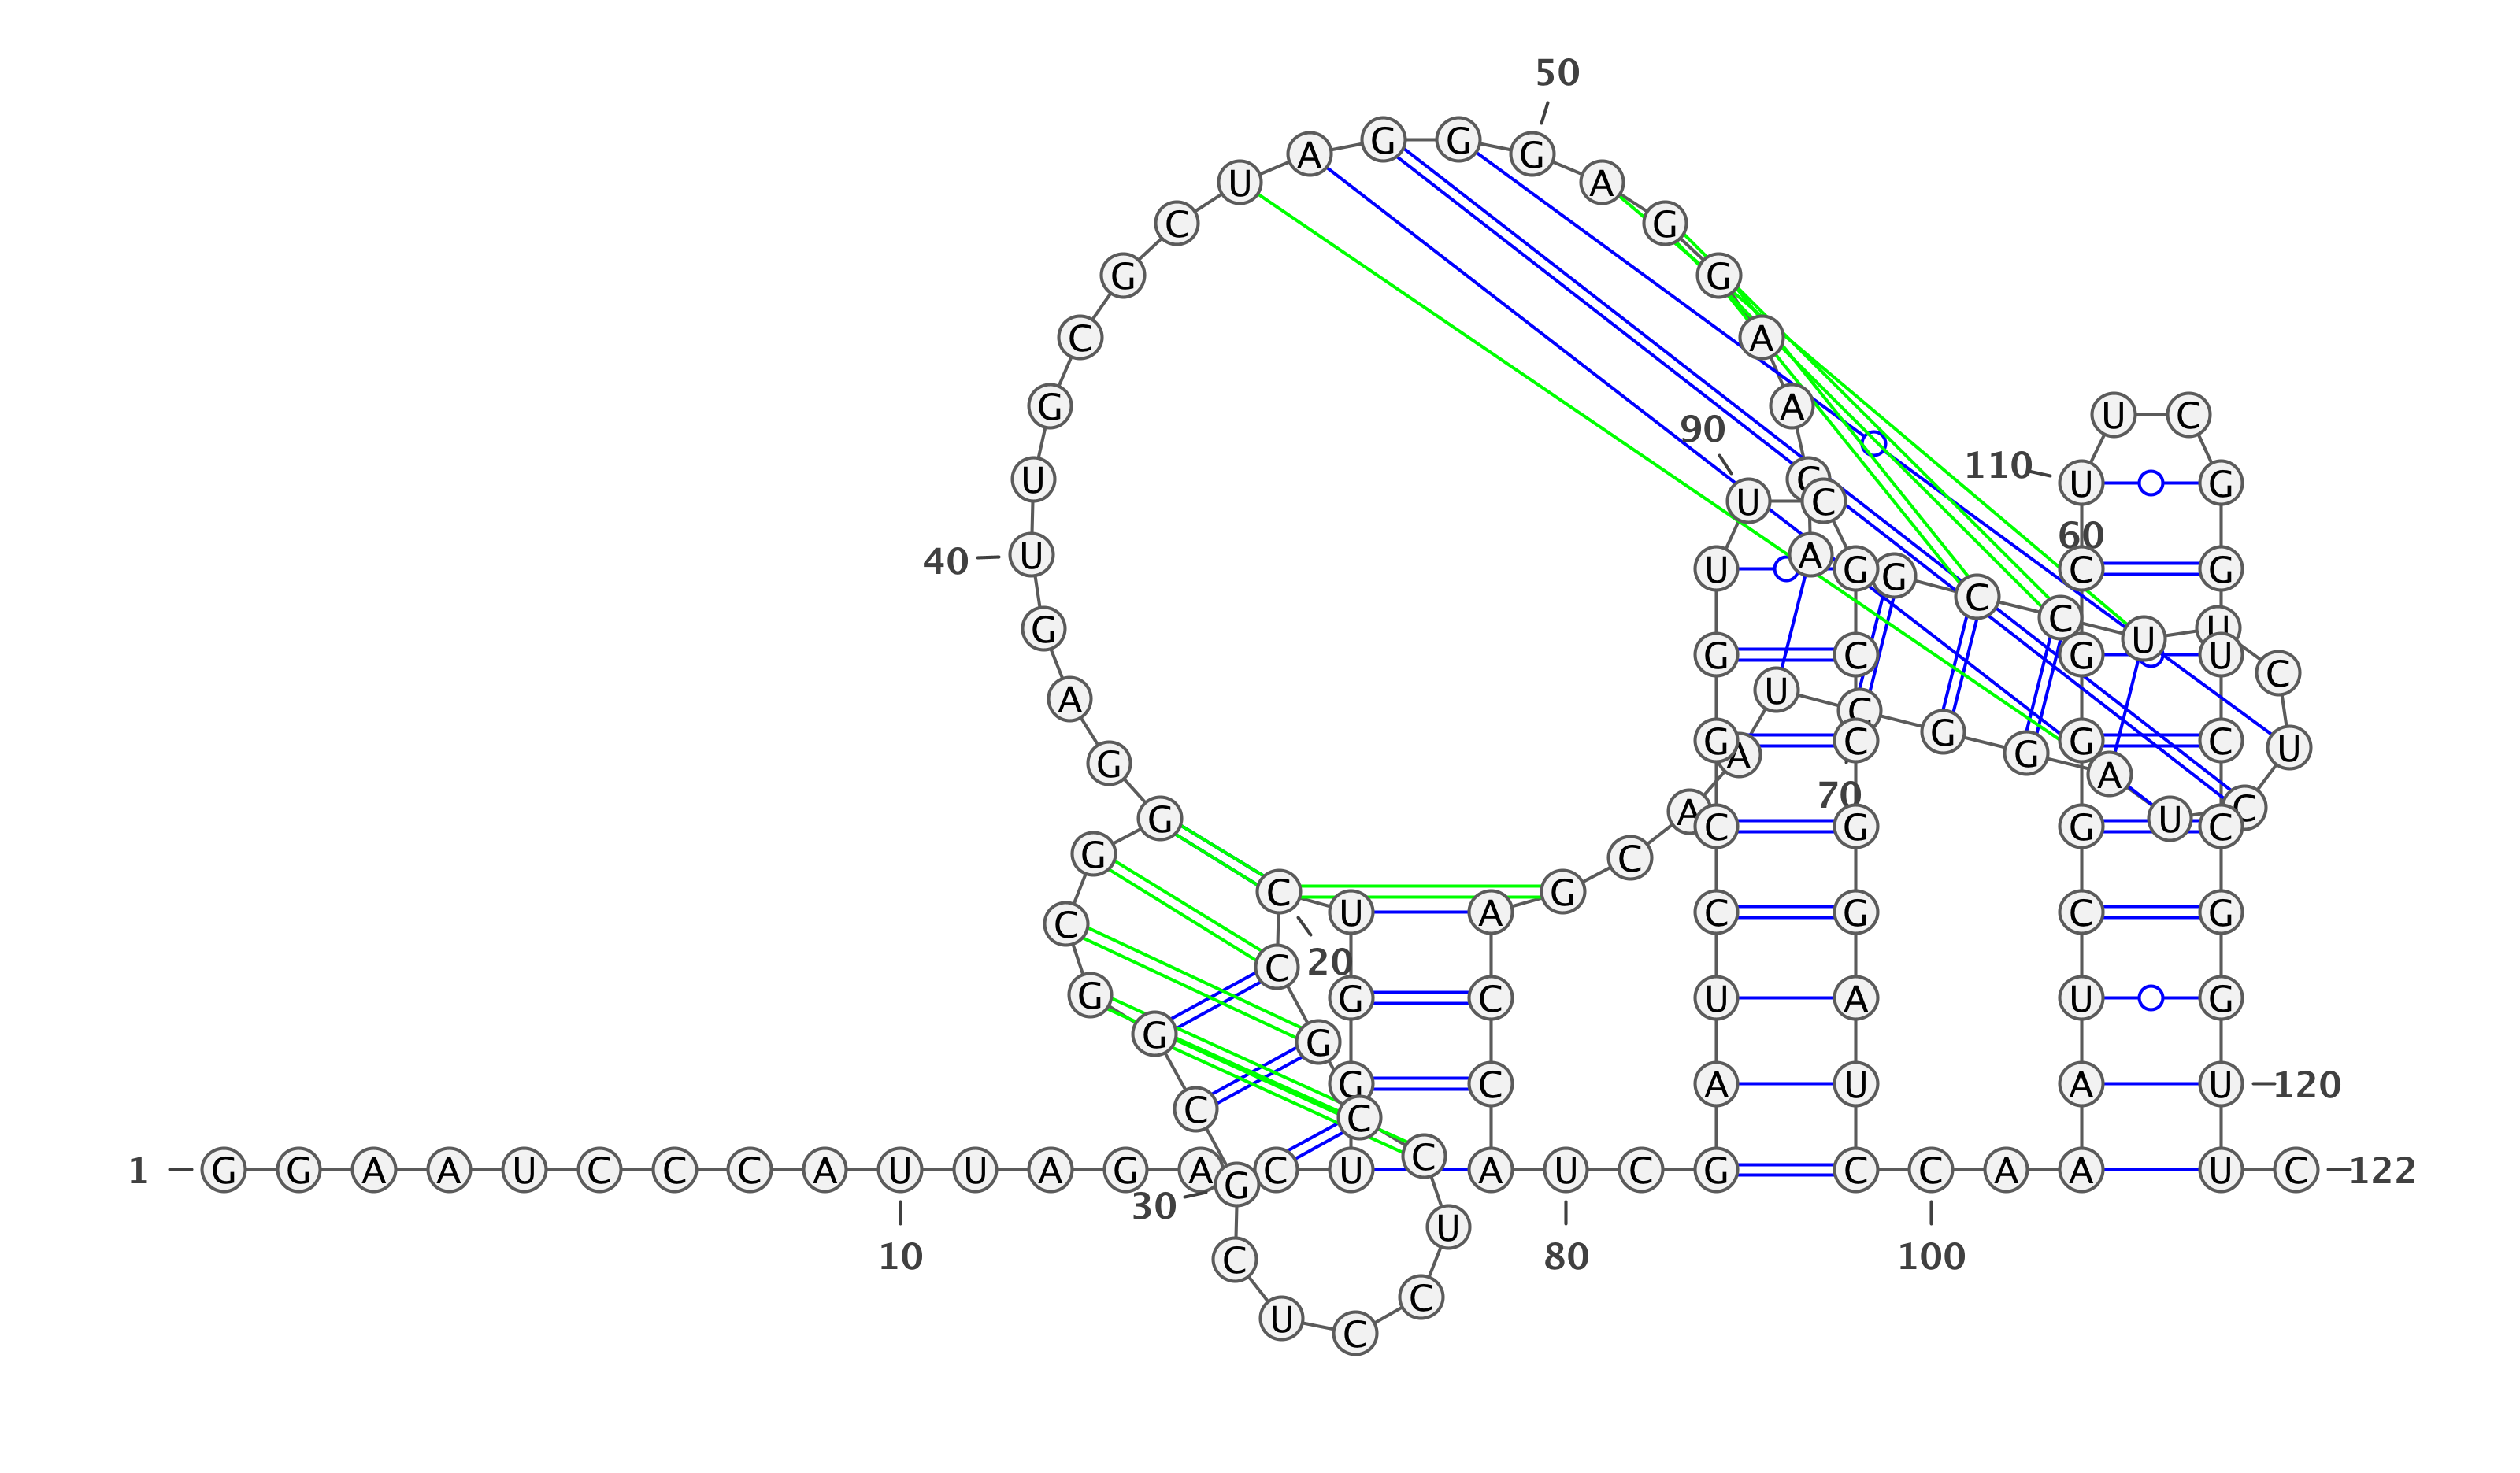 50
A G G G
U A
C G
G G
C A
G A U C
90
110
U C U G
U C
60
40 U A U G G C G
C C
G U U
G C G U
C
A U
C G
G A C G G A G C U
70
G A C G U G C C
G C
C U A G C G C G
C
20
C
G G C U A U G
G G
G C A U A U 120
C C
C
1 G G A A U C C C A U U A G A G C U A U C G C C A A U C 122
30
U
10 C 80 100
C
U C